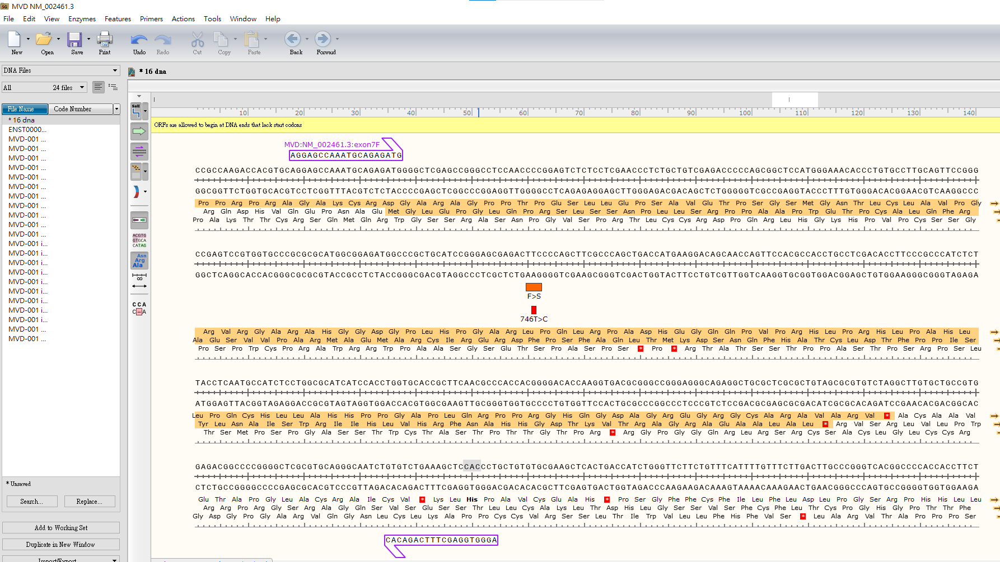 MVD NM_002461.3
File Edit View Enzymes Features Primers Actions Tools Window Help
New Open Save Print Undo Redo Cut Copy Paste Back Forward
DNA Files
* 16 dna
All 24 files
File Name Code Number
* 16 dna
ENST0000...
MVD-001 ...
MVD-001 ...
MVD-001 ...
MVD-001 ...
MVD-001 ...
MVD-001 ...
MVD-001 ...
MVD-001 ...
MVD-001 ...
MVD-001 ...
MVD-001 ...
MVD-001 i...
MVD-001 i...
MVD-001 i...
MVD-001 i...
MVD-001 i...
MVD-001 i...
MVD-001 i...
MVD-001 i...
MVD-001 i...
MVD-001 ...
MVD-001 ...
* Unsaved
Search... Replace...
Add to Working Set
Duplicate in New Window
Import/Export
SalI
ACGTG
GTGCA
CATAG
Asn
Arg
Ala
CCA
C–A
10 20 30 40 50 60 70 80 90 100 110 120 130 140
ORFs are allowed to begin at DNA ends that lack start codons
MVD:NM_002461.3:exon7F
AGGAGCCAAATGCAGAGATG
CCGCCAAGACCACGTGCAGGAGCCAAATGCAGAGATGGGGCTCGAGCCGGGCCTCCAACCCCGGAGTCTCTCCTCGAACCCTCTGCTGTCGAGACCCCCAGCGGCTCCATGGGAAACACCCTGTGCCTTGCAGTTCCGGG
GGCGGTTCTGGTGCACGTCCTCGGTTTACGTCTCTACCCCGAGCTCGGCCCGGAGGTTGGGGCCTCAGAGAGGAGCTTGGGAGACGACAGCTCTGGGGGTCGCCGAGGTACCCTTTGTGGGACACGGAACGTCAAGGCCC
Pro Pro Arg Pro Arg Ala Gly Ala Lys Cys Arg Asp Gly Ala Arg Ala Gly Pro Pro Thr Pro Glu Ser Leu Leu Glu Pro Ser Ala Val Glu Thr Pro Ser Gly Ser Met Gly Asn Thr Leu Cys Leu Ala Val Pro Gly
Arg Gln Asp His Val Gln Glu Pro Asn Ala Glu Met Gly Leu Glu Pro Gly Leu Gln Pro Arg Ser Leu Ser Ser Asn Pro Leu Leu Ser Arg Pro Pro Ala Ala Pro Trp Glu Thr Pro Cys Ala Leu Gln Phe Arg
Pro Ala Lys Thr Thr Cys Arg Ser Gln Met Gln Arg Trp Gly Ser Ser Arg Ala Ser Asn Pro Gly Val Ser Pro Arg Thr Leu Cys Cys Arg Asp Pro Gln Arg Leu His Gly Lys His Pro Val Pro Cys Ser Ser Gly
CCGAGTCCGTGGTGCCCGCGCGCATGGCGGAGATGGCCCGCTGCATCCGGGAGCGAGACTTCCCCAGCTTCGCCCAGCTGACCATGAAGGACAGCAACCAGTTCCACGCCACCTGCCTCGACACCTTCCCGCCCATCTCT
GGCTCAGGCACCACGGGCGCGCGTACCGCCTCTACCGGGCGACGTAGGCCCTCGCTCTGAAGGGGTCGAAGCGGGTCGACTGGTACTTCCTGTCGTTGGTCAAGGTGCGGTGGACGGAGCTGTGGAAGGGCGGGTAGAGA
F>S
746T>C
Arg Val Arg Gly Ala Arg Ala His Gly Gly Asp Gly Pro Leu His Pro Gly Ala Arg Leu Pro Gln Leu Arg Pro Ala Asp His Glu Gly Gln Gln Pro Val Pro Arg His Leu Pro Arg His Leu Pro Ala His Leu
Ala Glu Ser Val Val Pro Ala Arg Met Ala Glu Met Ala Arg Cys Ile Arg Glu Arg Asp Phe Pro Ser Phe Ala Gln Leu Thr Met Lys Asp Ser Asn Gln Phe His Ala Thr Cys Leu Asp Thr Phe Pro Pro Ile Ser
Pro Ser Pro Trp Cys Pro Arg Ala Trp Arg Arg Trp Pro Ala Ala Ser Gly Ser Glu Thr Ser Pro Ala Ser Pro Ser * Pro * Arg Thr Ala Thr Ser Ser Thr Pro Pro Ala Ser Thr Pro Ser Arg Pro Ser Leu
TACCTCAATGCCATCTCCTGGCGCATCATCCACCTGGTGCACCGCTTCAACGCCCACCACGGGGACACCAAGGTGACGCGGGCCGGGAGGGCAGAGGCTGCGCTCGCGCTGTAGCGCGTGTCTAGGCTTGTGCTGCCGTG
ATGGAGTTACGGTAGAGGACCGCGTAGTAGGTGGACCACGTGGCGAAGTTGCGGGTGGTGCCCCTGTGGTTCCACTGCGCCCGGCCCTCCCGTCTCCGACGCGAGCGCGACATCGCGCACAGATCCGAACACGACGGCAC
Leu Pro Gln Cys His Leu Leu Ala His His Pro Pro Gly Ala Pro Leu Gln Arg Pro Pro Arg Gly His Gln Gly Asp Ala Gly Arg Glu Gly Arg Gly Cys Ala Arg Ala Val Ala Arg Val * Ala Cys Ala Ala Val
Tyr Leu Asn Ala Ile Ser Trp Arg Ile Ile His Leu Val His Arg Phe Asn Ala His His Gly Asp Thr Lys Val Thr Arg Ala Gly Arg Ala Glu Ala Ala Leu Ala Leu * Arg Val Ser Arg Leu Val Leu Pro Trp
Thr Ser Met Pro Ser Pro Gly Ala Ser Ser Thr Trp Cys Thr Ala Ser Thr Pro Thr Thr Gly Thr Pro Arg * Arg Gly Pro Gly Gly Gln Arg Leu Arg Ser Arg Cys Ser Ala Cys Leu Gly Leu Cys Cys Arg
GAGACGGCCCCGGGGCTCGCGTGCAGGGCAATCTGTGTCTGAAAGCTCCACCCTGCTGTGTGCGAAGCTCACTGACCATCTGGGTTCTTCTGTTTCATTTTGTTTCTTGACTTGCCCGGGTCACGGCCCCACCACCTTCT
CTCTGCCGGGGCCCCGAGCGCACGTCCCGTTAGACACAGACTTTCGAGGTGGGACGACACACGCTTCGAGTGACTGGTAGACCCAAGAAGACAAAGTAAAACAAAGAACTGAACGGGCCCAGTGCCGGGGTGGTGGAAGA
Glu Thr Ala Pro Gly Leu Ala Cys Arg Ala Ile Cys Val * Lys Leu His Pro Ala Val Cys Glu Ala His * Pro Ser Gly Phe Phe Cys Phe Ile Leu Phe Leu Asp Leu Pro Gly Ser Arg Pro His His Leu Leu
Arg Arg Pro Arg Gly Ser Arg Ala Gly Gln Ser Val Ser Glu Ser Ser Thr Leu Leu Cys Ala Lys Leu Thr Asp His Leu Gly Ser Ser Val Ser Phe Cys Phe Leu Thr Cys Pro Gly His Gly Pro Thr Thr Phe
Gly Asp Gly Pro Gly Ala Arg Val Gln Gly Asn Leu Cys Leu Lys Ala Pro Pro Cys Cys Val Arg Ser Ser Leu Thr Ile Trp Val Leu Leu Phe His Phe Val Ser * Leu Ala Arg Val Thr Ala Pro Pro Pro Ser
CACAGACTTTCGAGGTGGGA